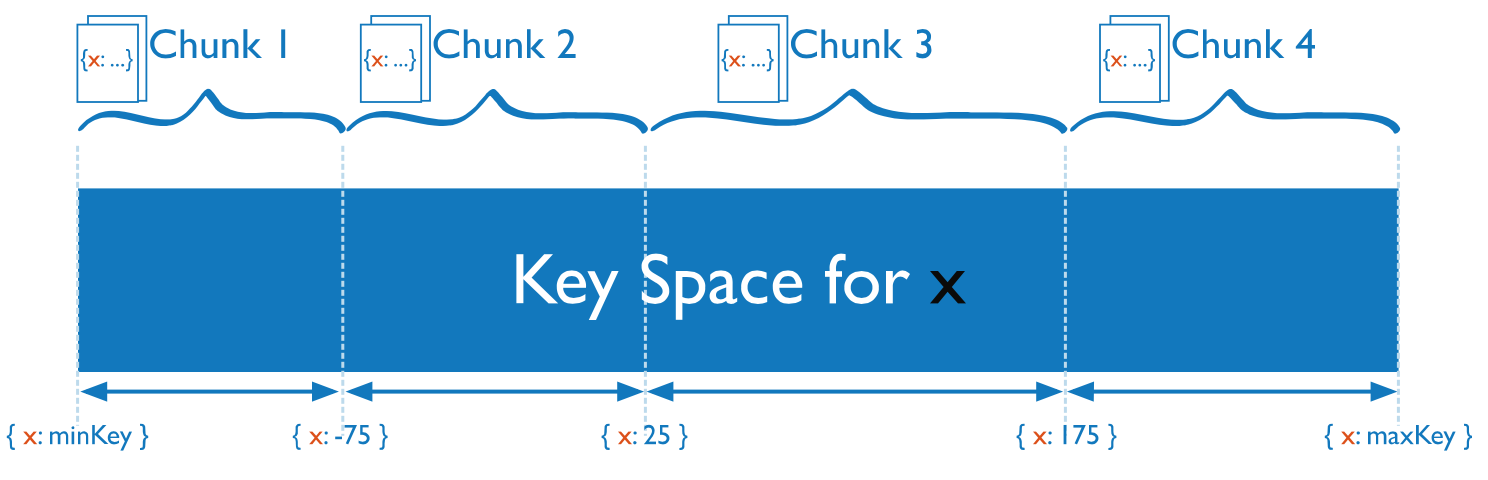 Chunk 1
{x: ...}
Chunk 2
{x: ...}
Chunk 3
{x: ...}
Chunk 4
{x: ...}
Key Space for x
{ x: minKey }
{ x: -75 }
{ x: 25 }
{ x: 175 }
{ x: maxKey }